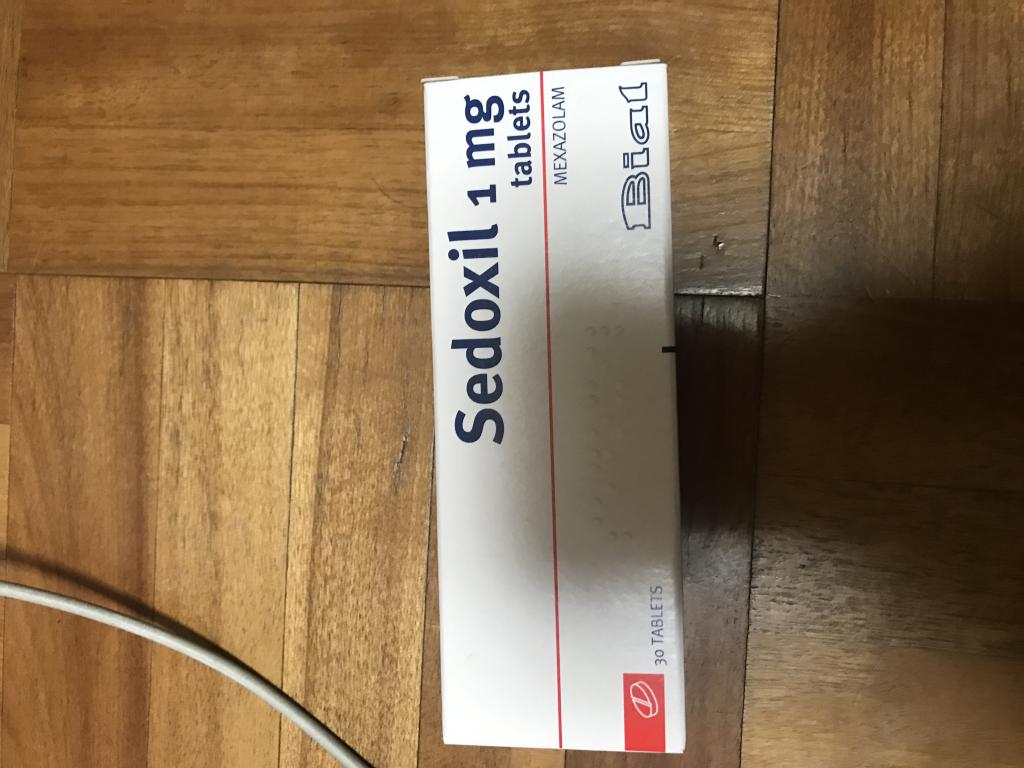 Sedoxil 1 mg
tablets
MEXAZOLAM
30 TABLETS
Bial